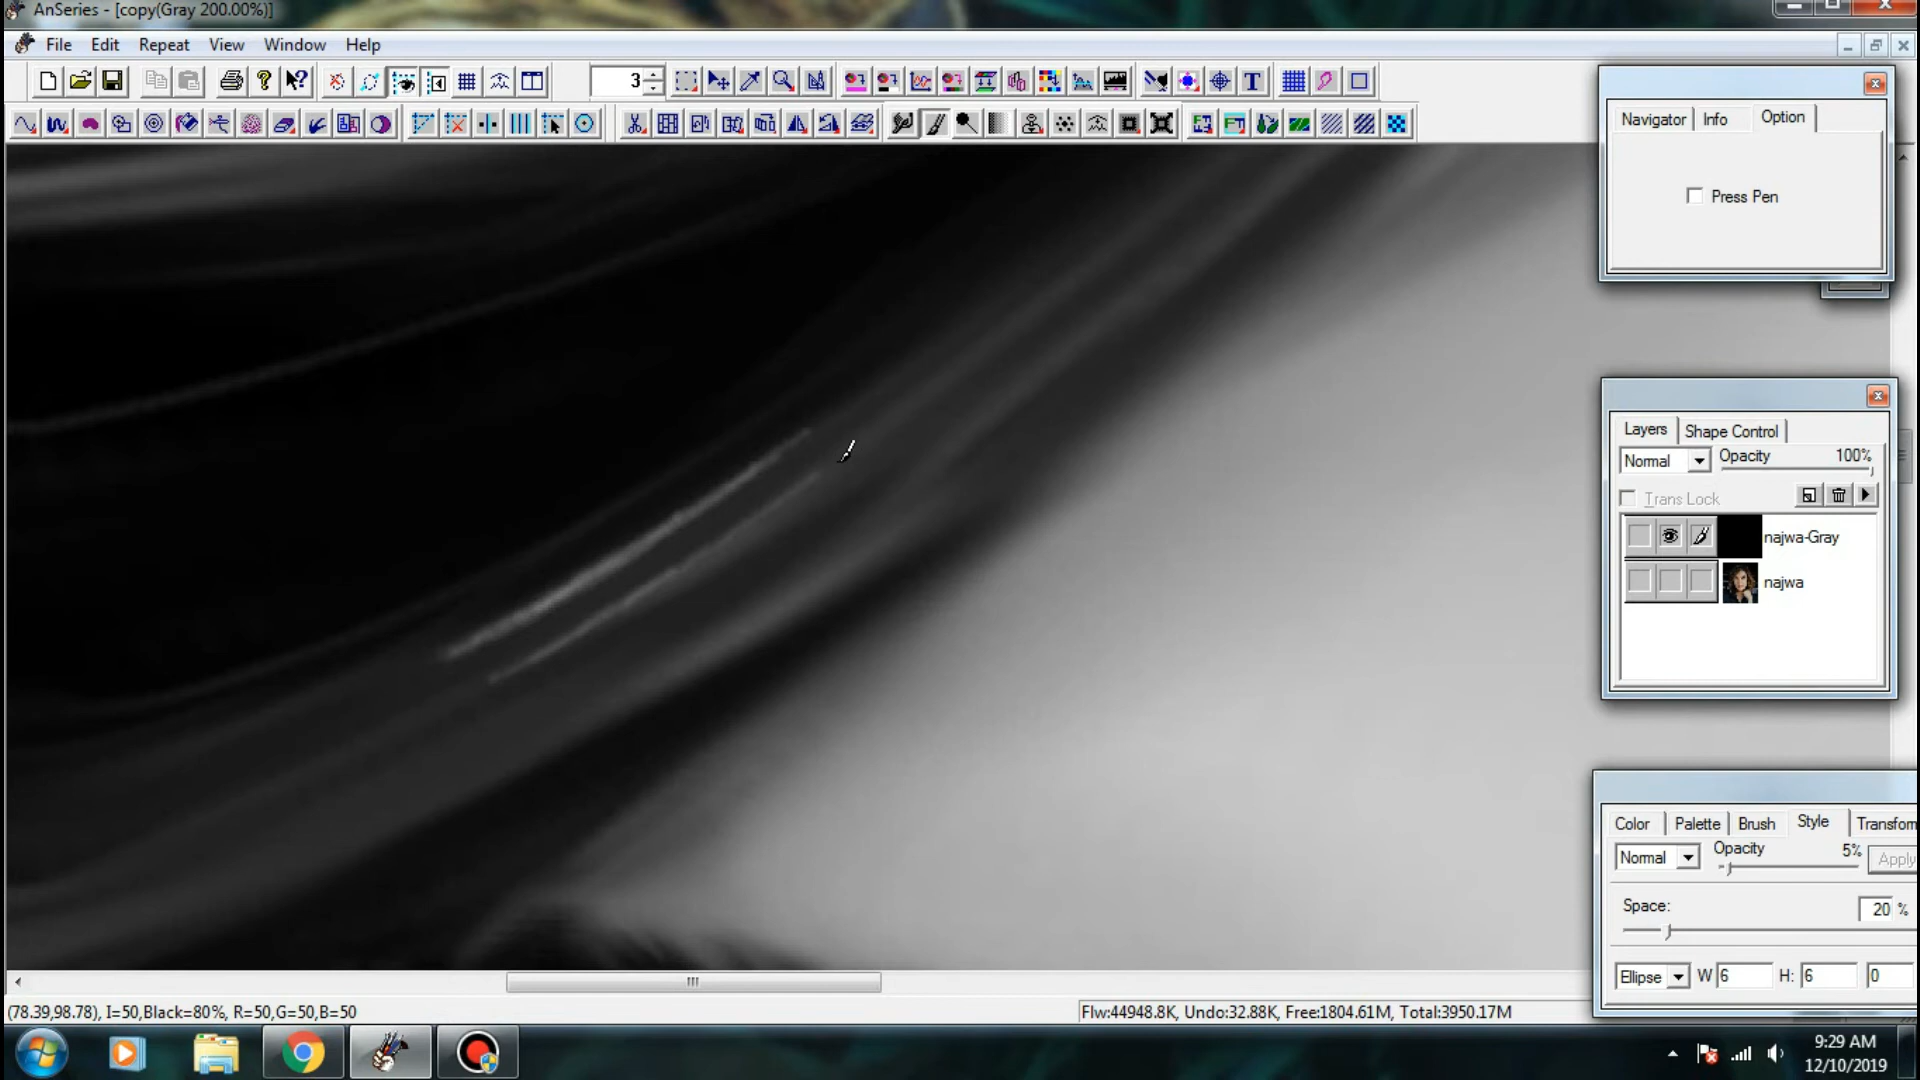 AnSeries - [copy(Gray 200.00%)]
File Edit Repeat View Window Help
3
Navigator Info Option
Press Pen
Layers Shape Control
Normal Opacity 100%
Trans Lock
najwa-Gray
najwa
Color Palette Brush Style Transform
Normal Opacity 5% Apply
Space: 20 %
Ellipse W 6 H: 6 0
(78.39,98.78), I=50,Black=80%, R=50,G=50,B=50
Flw:44948.8K, Undo:32.88K, Free:1804.61M, Total:3950.17M
9:29 AM
12/10/2019